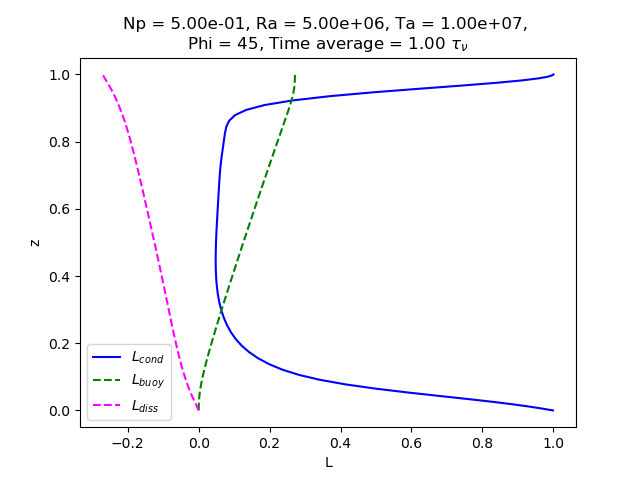 Np = 5.00e-01, Ra = 5.00e+06, Ta = 1.00e+07,
Phi = 45, Time average = 1.00 τ_ν
1.0
0.8
0.6
0.4
0.2
0.0
z
L_cond
L_buoy
L_diss
−0.2 0.0 0.2 0.4 0.6 0.8 1.0
L